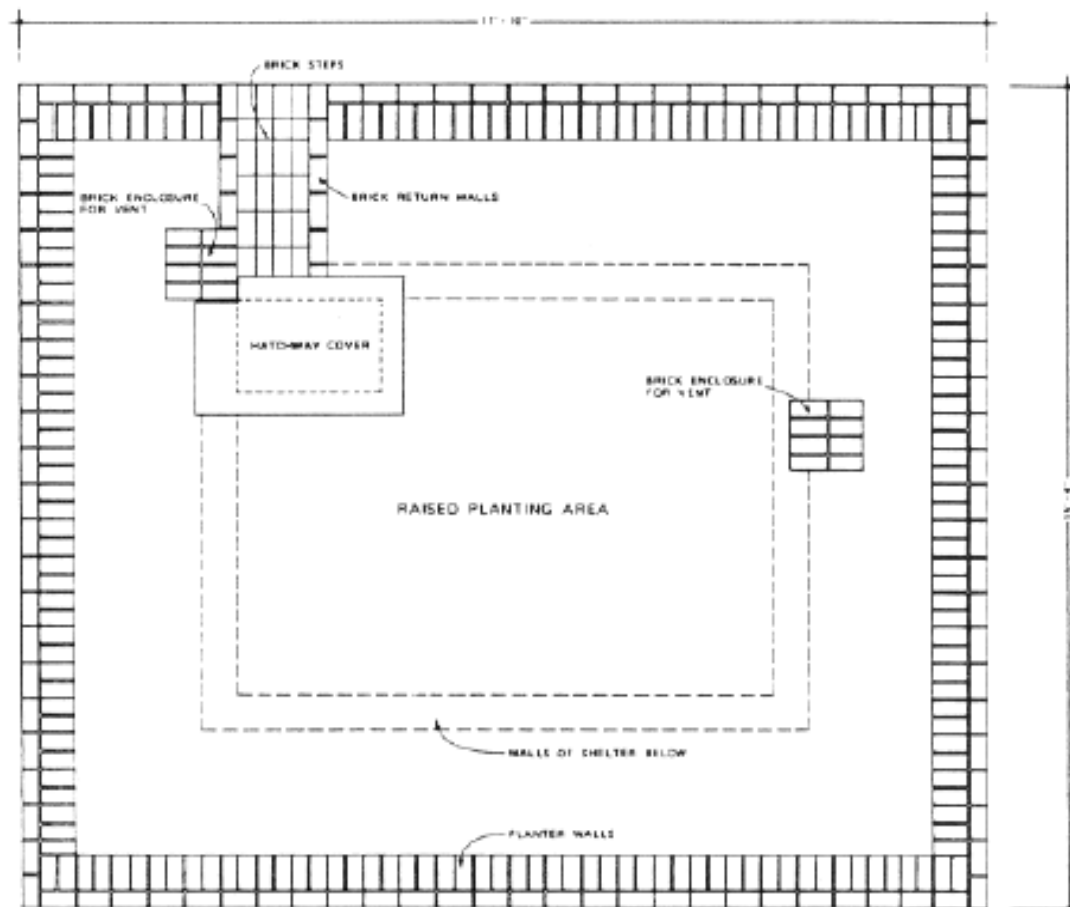 BRICK STEPS
BRICK ENCLOSURE
FOR VENT
BRICK RETURN WALLS
HATCHWAY COVER
BRICK ENCLOSURE
FOR VENT
RAISED PLANTING AREA
WALLS OF SHELTER BELOW
PLANTER WALLS